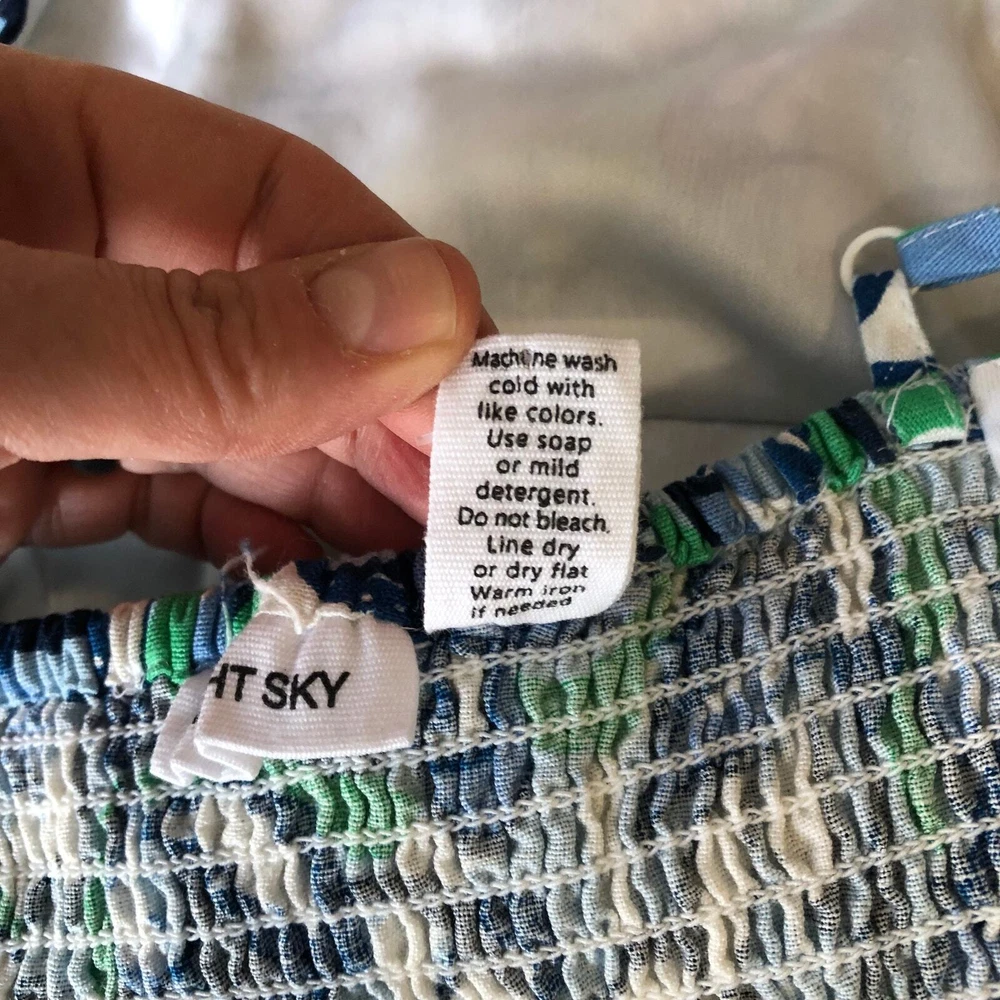 Machine wash
cold with
like colors.
Use soap
or mild
detergent.
Do not bleach.
Line dry
or dry flat
Warm iron
if needed
HT SKY